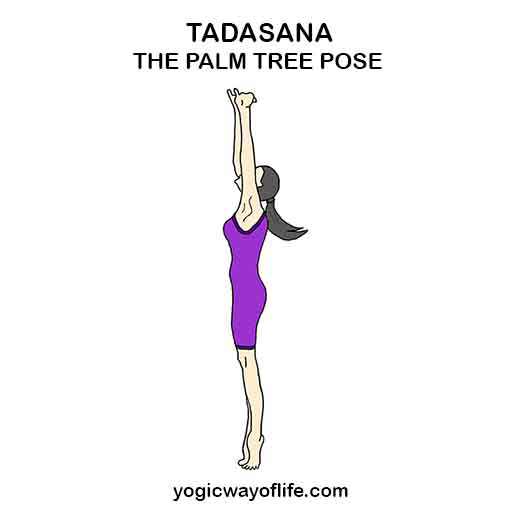 TADASANA
THE PALM TREE POSE
yogicwayoflife.com